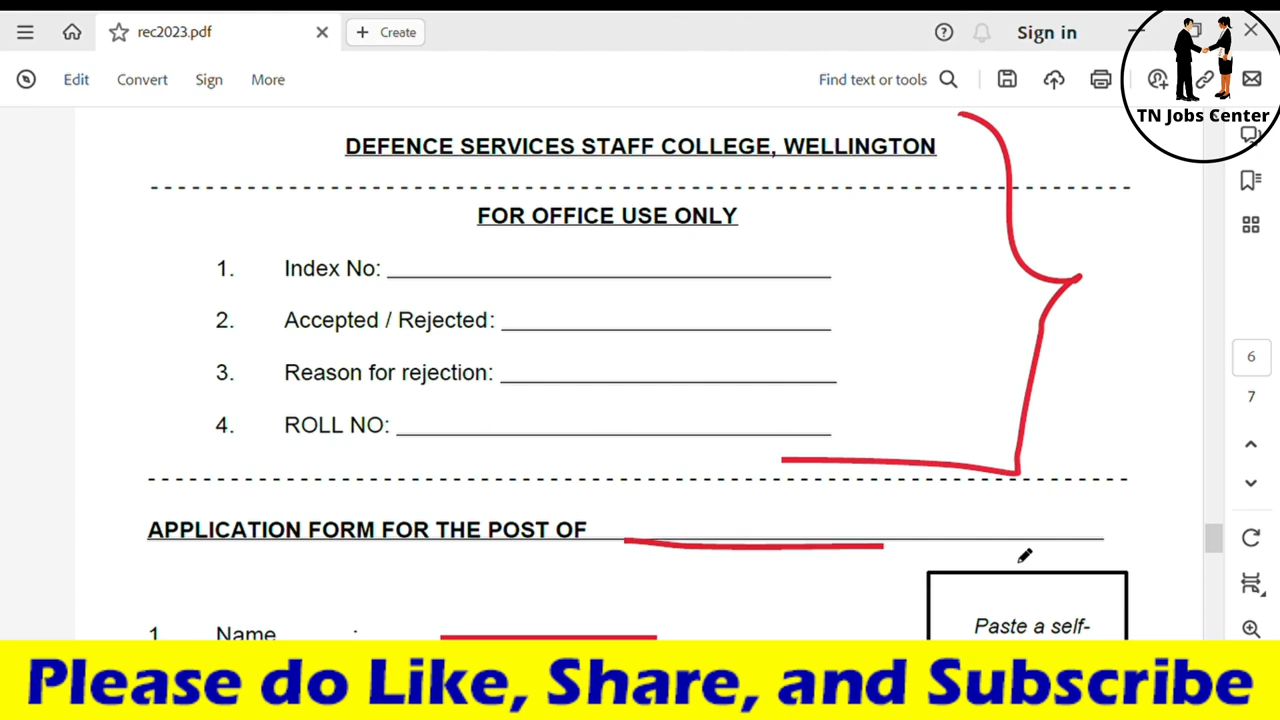 rec2023.pdf
Create
Sign in
Edit Convert Sign More
Find text or tools
TN Jobs Center
DEFENCE SERVICES STAFF COLLEGE, WELLINGTON
FOR OFFICE USE ONLY
1. Index No:
2. Accepted / Rejected:
3. Reason for rejection:
4. ROLL NO:
6
7
APPLICATION FORM FOR THE POST OF
1. Name :
Paste a self-
Please do Like, Share, and Subscribe